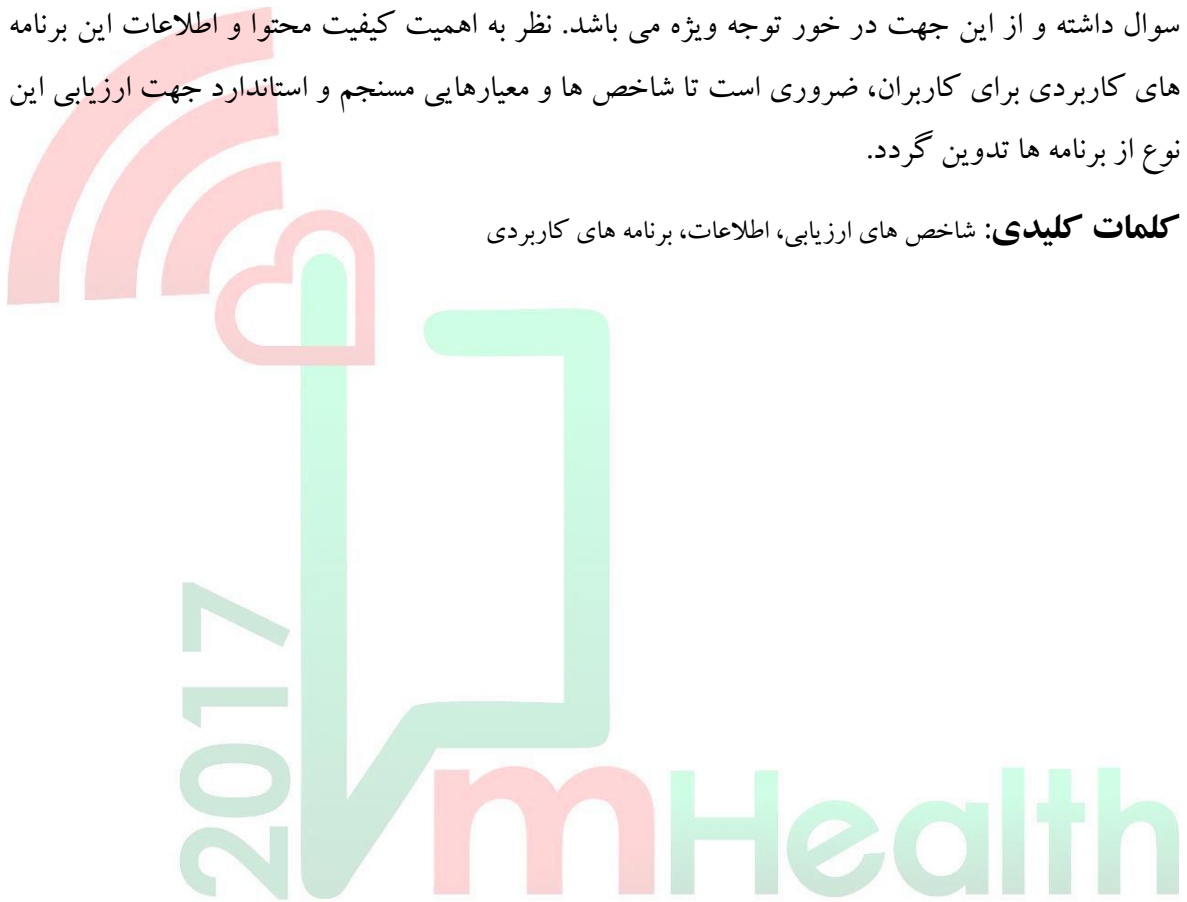 سوال داشته و از این جهت در خور توجه ویژه می باشد. نظر به اهمیت کیفیت محتوا و اطلاعات این برنامه
های کاربردی برای کاربران، ضروری است تا شاخص ها و معیارهایی مسنجم و استاندارد جهت ارزیابی این
نوع از برنامه ها تدوین گردد.
کلمات کلیدی: شاخص های ارزیابی، اطلاعات، برنامه های کاربردی
2017
mHealth